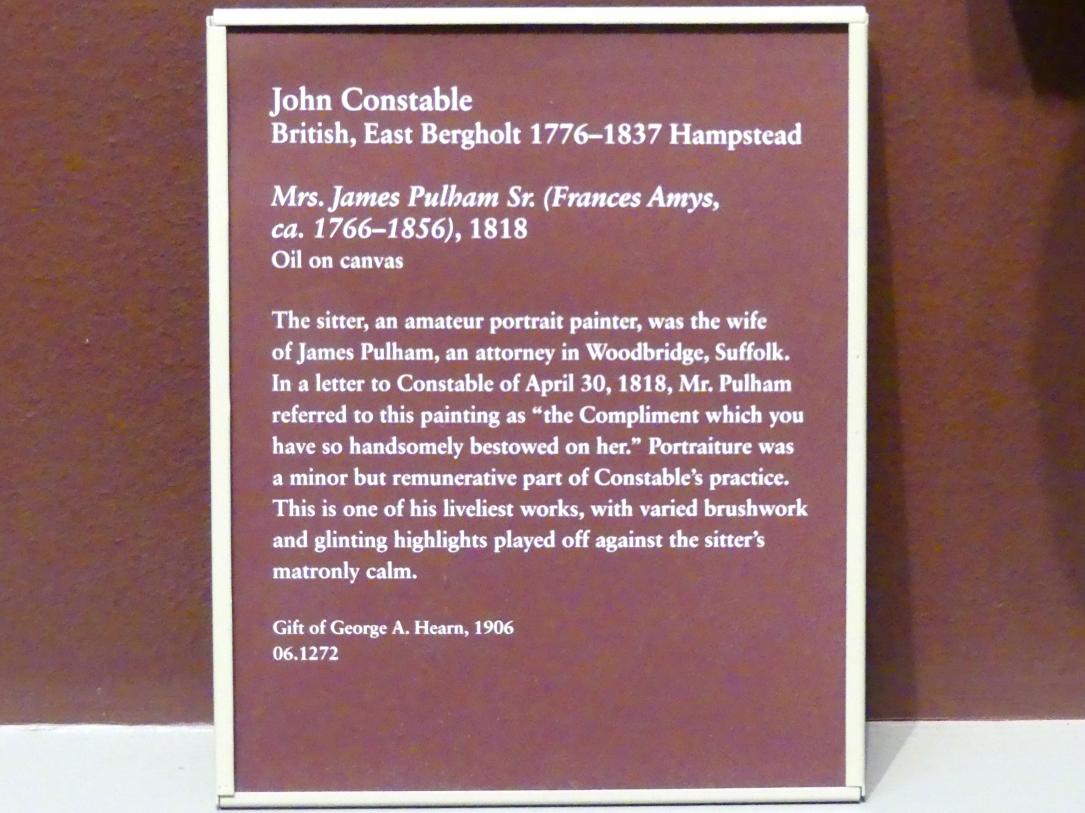 John Constable
British, East Bergholt 1776–1837 Hampstead
Mrs. James Pulham Sr. (Frances Amys,
ca. 1766–1856), 1818
Oil on canvas
The sitter, an amateur portrait painter, was the wife
of James Pulham, an attorney in Woodbridge, Suffolk.
In a letter to Constable of April 30, 1818, Mr. Pulham
referred to this painting as “the Compliment which you
have so handsomely bestowed on her.” Portraiture was
a minor but remunerative part of Constable’s practice.
This is one of his liveliest works, with varied brushwork
and glinting highlights played off against the sitter’s
matronly calm.
Gift of George A. Hearn, 1906
06.1272